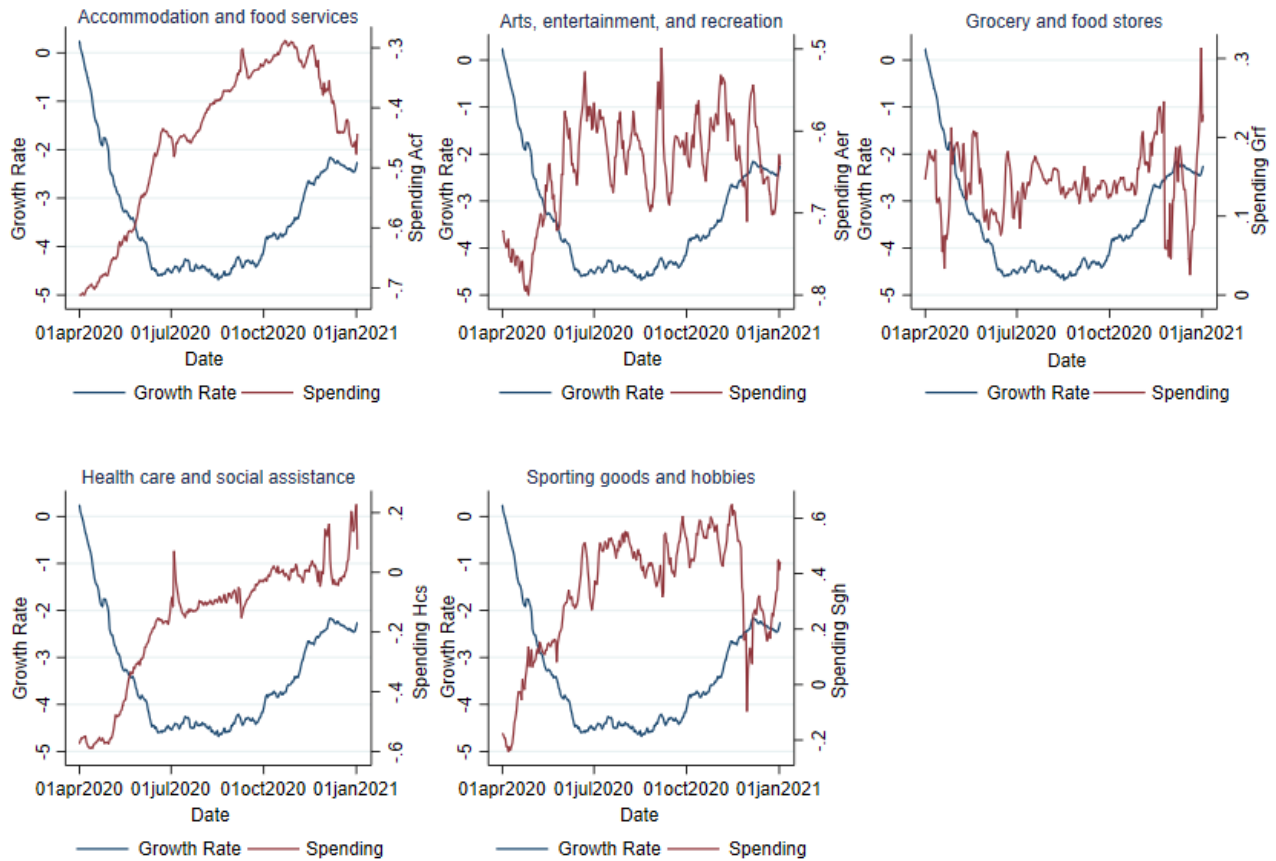 Accommodation and food services
Growth Rate
0
-1
-2
-3
-4
-5
Spending Acf
-.3
-.4
-.5
-.6
-.7
01apr2020 01jul2020 01oct2020 01jan2021
Date
Growth Rate Spending
Arts, entertainment, and recreation
Growth Rate
0
-1
-2
-3
-4
-5
Spending Aer
-.5
-.6
-.7
-.8
01apr2020 01jul2020 01oct2020 01jan2021
Date
Growth Rate Spending
Grocery and food stores
Growth Rate
0
-1
-2
-3
-4
-5
Spending Grf
.3
.2
.1
0
01apr2020 01jul2020 01oct2020 01jan2021
Date
Growth Rate Spending
Health care and social assistance
Growth Rate
0
-1
-2
-3
-4
-5
Spending Hcs
.2
0
-.2
-.4
-.6
01apr2020 01jul2020 01oct2020 01jan2021
Date
Growth Rate Spending
Sporting goods and hobbies
Growth Rate
0
-1
-2
-3
-4
-5
Spending Sgh
.6
.4
.2
0
-.2
01apr2020 01jul2020 01oct2020 01jan2021
Date
Growth Rate Spending